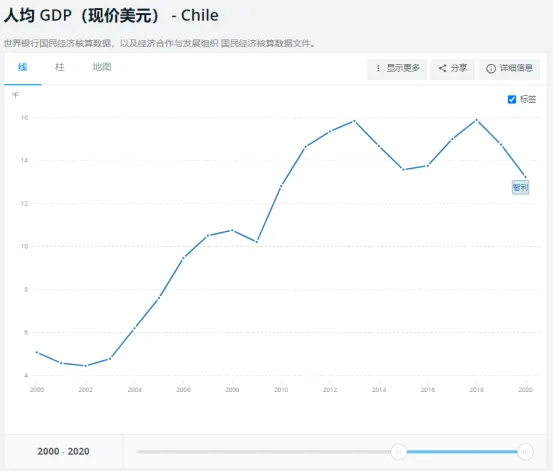 人均 GDP（现价美元） - Chile
世界银行国民经济核算数据，以及经济合作与发展组织 国民经济核算数据文件。
线 柱 地图 显示更多 分享 详细信息
千 标签
16
14
12
智利
10
8
6
4
2000 2002 2004 2006 2008 2010 2012 2014 2016 2018 2020
2000 - 2020